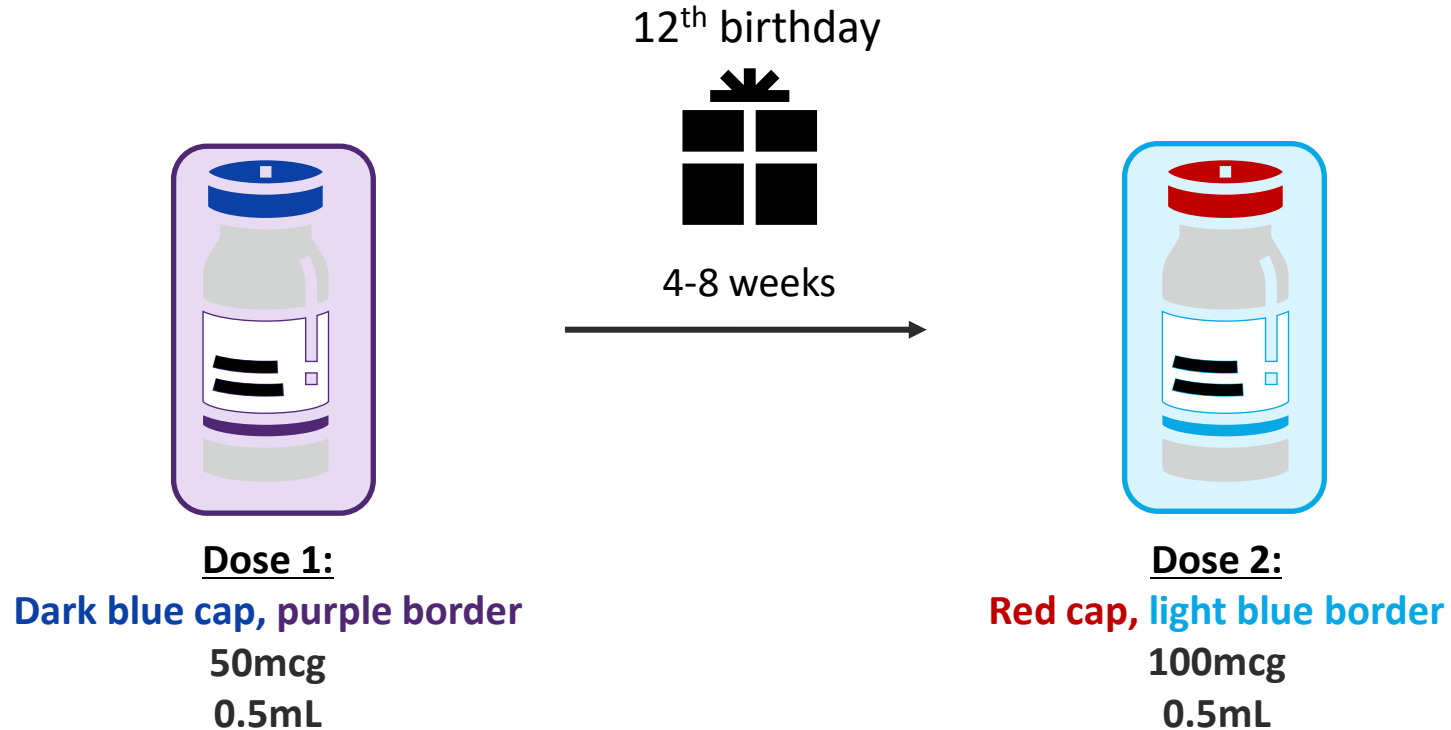 12th birthday
4-8 weeks
Dose 1:
Dark blue cap, purple border
50mcg
0.5mL
Dose 2:
Red cap, light blue border
100mcg
0.5mL